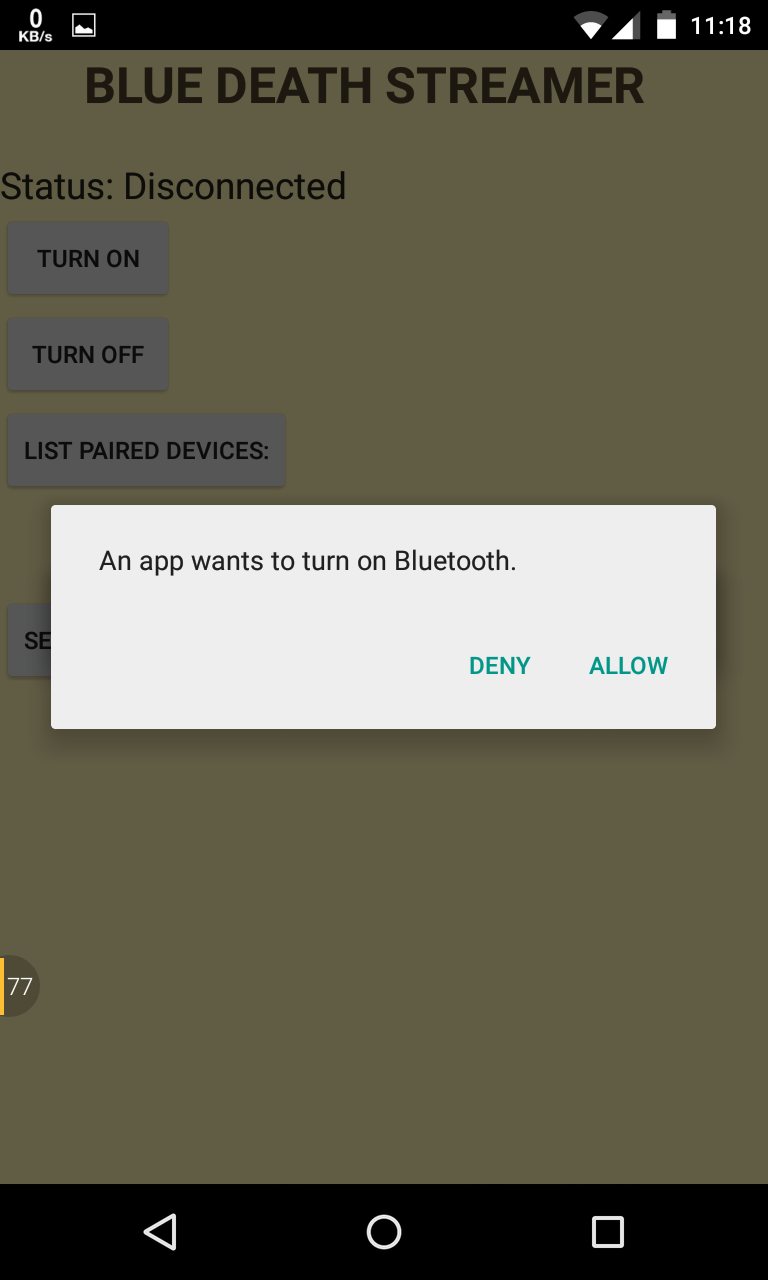 0
KB/s
11:18
BLUE DEATH STREAMER
Status: Disconnected
TURN ON
TURN OFF
LIST PAIRED DEVICES:
An app wants to turn on Bluetooth.
SE
DENY ALLOW
77